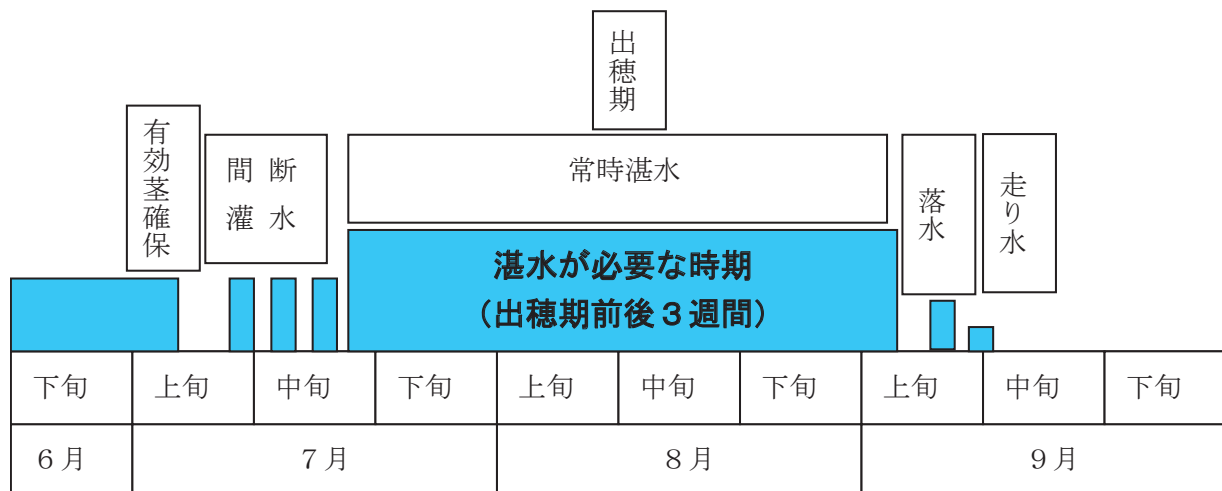 出穂期
有効茎確保
間断
灌水
常時湛水
落水
走り水
湛水が必要な時期
（出穂期前後３週間）
下旬 上旬 中旬 下旬 上旬 中旬 下旬 上旬 中旬 下旬
６月 ７月 ８月 ９月